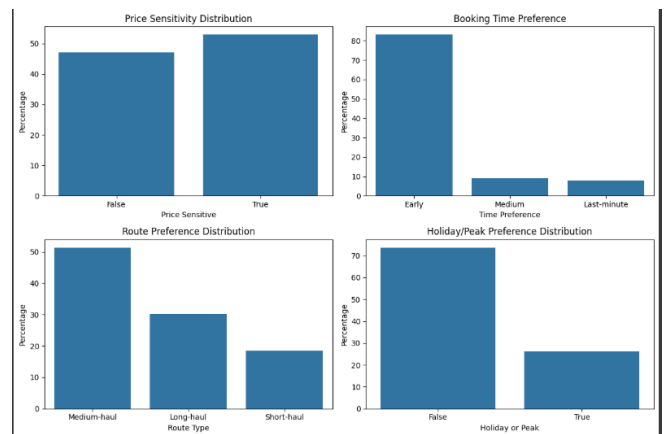 Price Sensitivity Distribution
50
40
30
20
10
0
Percentage
False
True
Price Sensitive
Booking Time Preference
80
70
60
50
40
30
20
10
0
Percentage
Early
Medium
Last-minute
Time Preference
Route Preference Distribution
50
40
30
20
10
0
Percentage
Medium-haul
Long-haul
Short-haul
Route Type
Holiday/Peak Preference Distribution
70
60
50
40
30
20
10
0
Percentage
False
True
Holiday or Peak